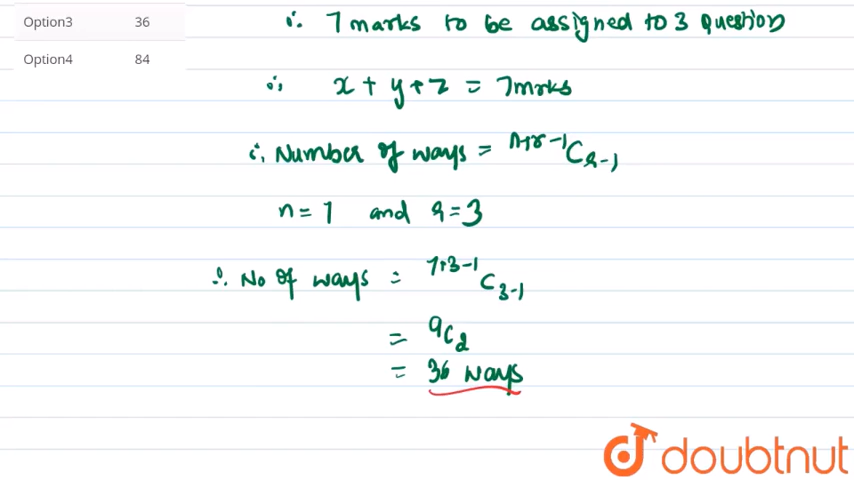 Option3 36
∴ 7 marks to be assigned to 3 Question
Option4 84
∴ x + y + z = 7 mrks
∴ Number of ways = n+r-1Cr-1
n = 7 and r = 3
∴ No of ways = 7+3-1C3-1
= 9C2
= 36 ways
doubtnut